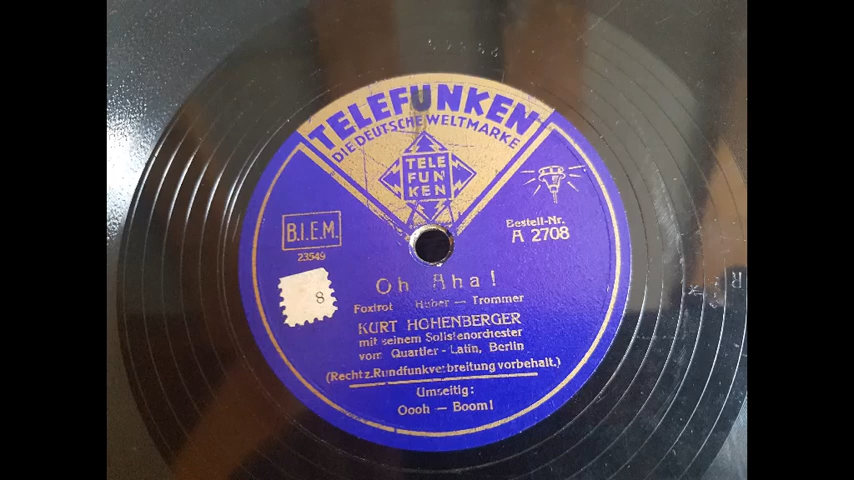 TELEFUNKEN
DIE DEUTSCHE WELTMARKE
TELE
FUN
KEN
B.I.E.M.
23549
Bestell-Nr.
A 2708
8
Oh Aha!
Foxtrot — Huber — Trommer
KURT HOHENBERGER
mit seinem Solistenorchester
vom Quartier - Latin, Berlin
(Recht z. Rundfunkverbreitung vorbehalt.)
Umseitig:
Oooh — Boom!
R